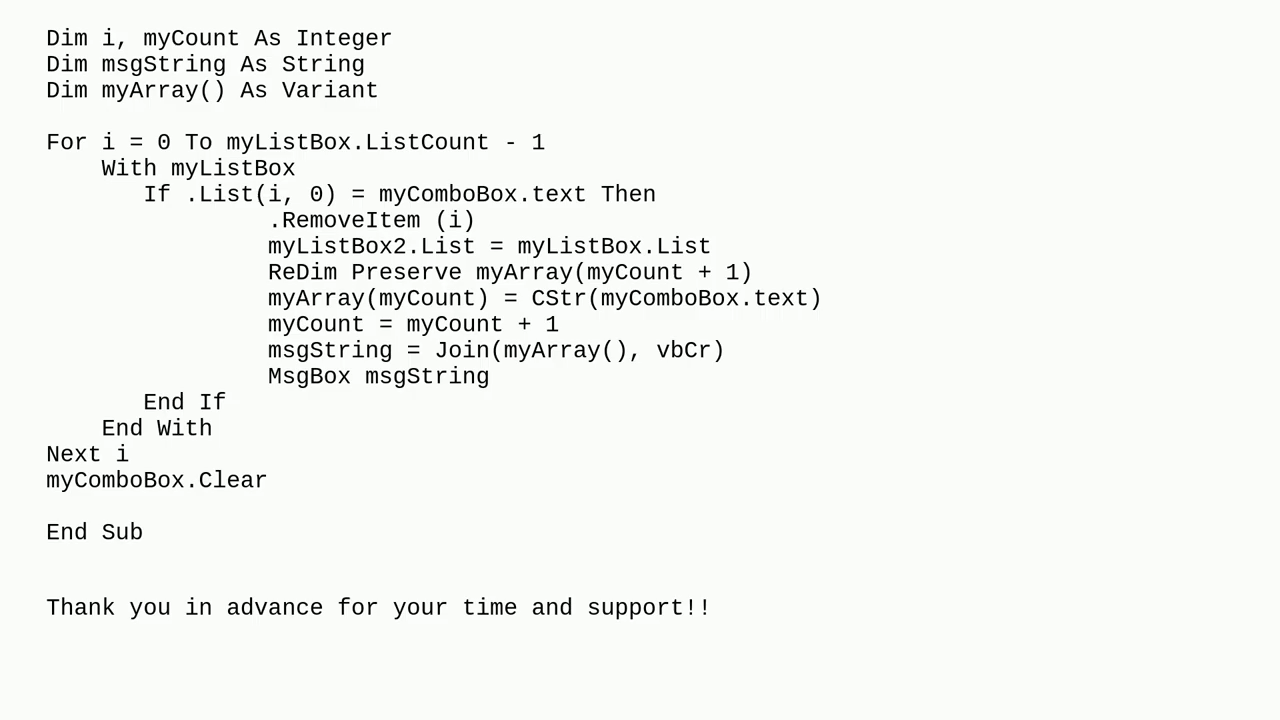 Dim i, myCount As Integer
Dim msgString As String
Dim myArray() As Variant
For i = 0 To myListBox.ListCount - 1
With myListBox
If .List(i, 0) = myComboBox.text Then
.RemoveItem (i)
myListBox2.List = myListBox.List
ReDim Preserve myArray(myCount + 1)
myArray(myCount) = CStr(myComboBox.text)
myCount = myCount + 1
msgString = Join(myArray(), vbCr)
MsgBox msgString
End If
End With
Next i
myComboBox.Clear
End Sub
Thank you in advance for your time and support!!